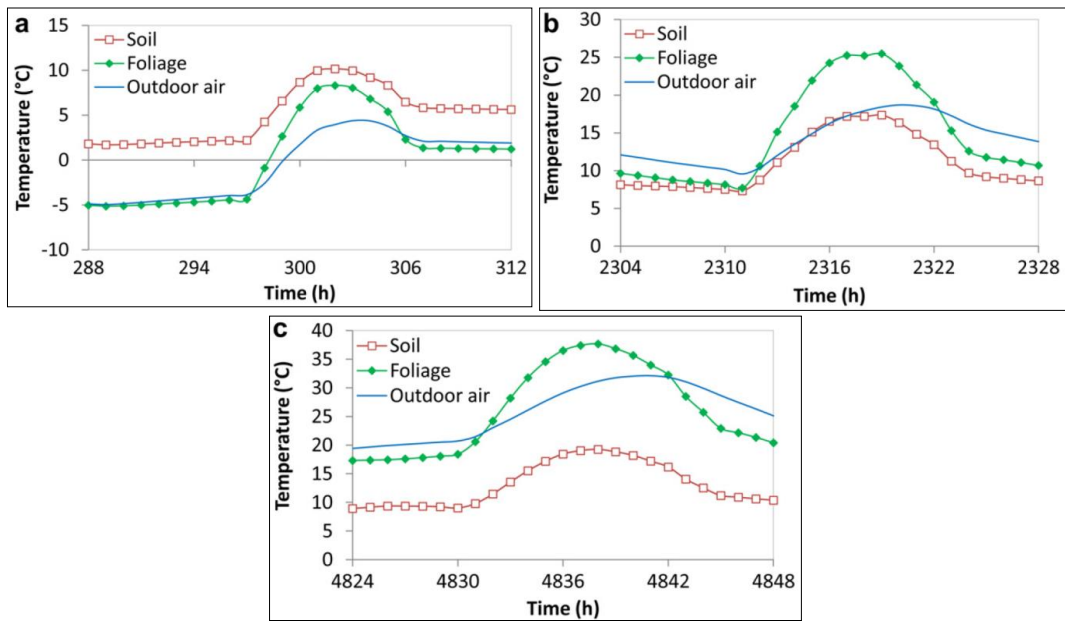 a
Temperature (°C)
15
10
5
0
-5
-10
Soil
Foliage
Outdoor air
288
294
300
306
312
Time (h)
b
Temperature (°C)
30
25
20
15
10
5
0
Soil
Foliage
Outdoor air
2304
2310
2316
2322
2328
Time (h)
c
Temperature (°C)
40
35
30
25
20
15
10
5
0
Soil
Foliage
Outdoor air
4824
4830
4836
4842
4848
Time (h)